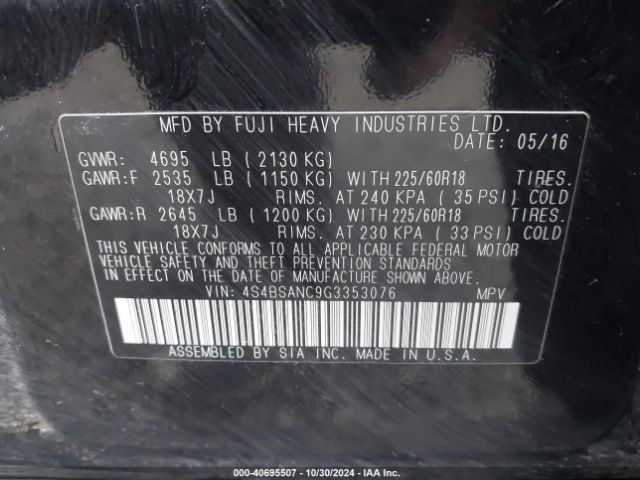 MFD BY FUJI HEAVY INDUSTRIES LTD.
DATE: 05/16
GVWR: 4695 LB (2130 KG)
GAWR:F 2535 LB (1150 KG) WITH 225/60R18 TIRES.
18X7J RIMS. AT 240 KPA (35 PSI) COLD
GAWR:R 2645 LB (1200 KG) WITH 225/60R18 TIRES.
18X7J RIMS. AT 230 KPA (33 PSI) COLD
THIS VEHICLE CONFORMS TO ALL APPLICABLE FEDERAL MOTOR
VEHICLE SAFETY AND THEFT PREVENTION STANDARDS
IN EFFECT ON THE DATE OF MANUFACTURE SHOWN ABOVE.
VIN: 4S4BSANC9G3353076 MPV
ASSEMBLED BY SIA INC. MADE IN U.S.A.
000-40695507 - 10/30/2024 - IAA Inc.